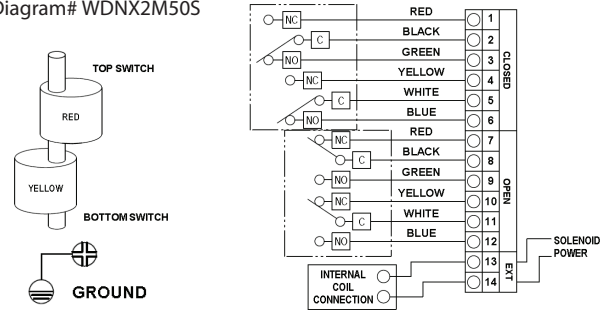 Diagram# WDNX2M50S
TOP SWITCH
RED
YELLOW
BOTTOM SWITCH
GROUND
NC RED 1
C BLACK 2
NO GREEN 3
NC YELLOW 4
C WHITE 5
NO BLUE 6
CLOSED
NC RED 7
C BLACK 8
NO GREEN 9
NC YELLOW 10
C WHITE 11
NO BLUE 12
OPEN
INTERNAL
COIL
CONNECTION
13
14
EXT
SOLENOID
POWER